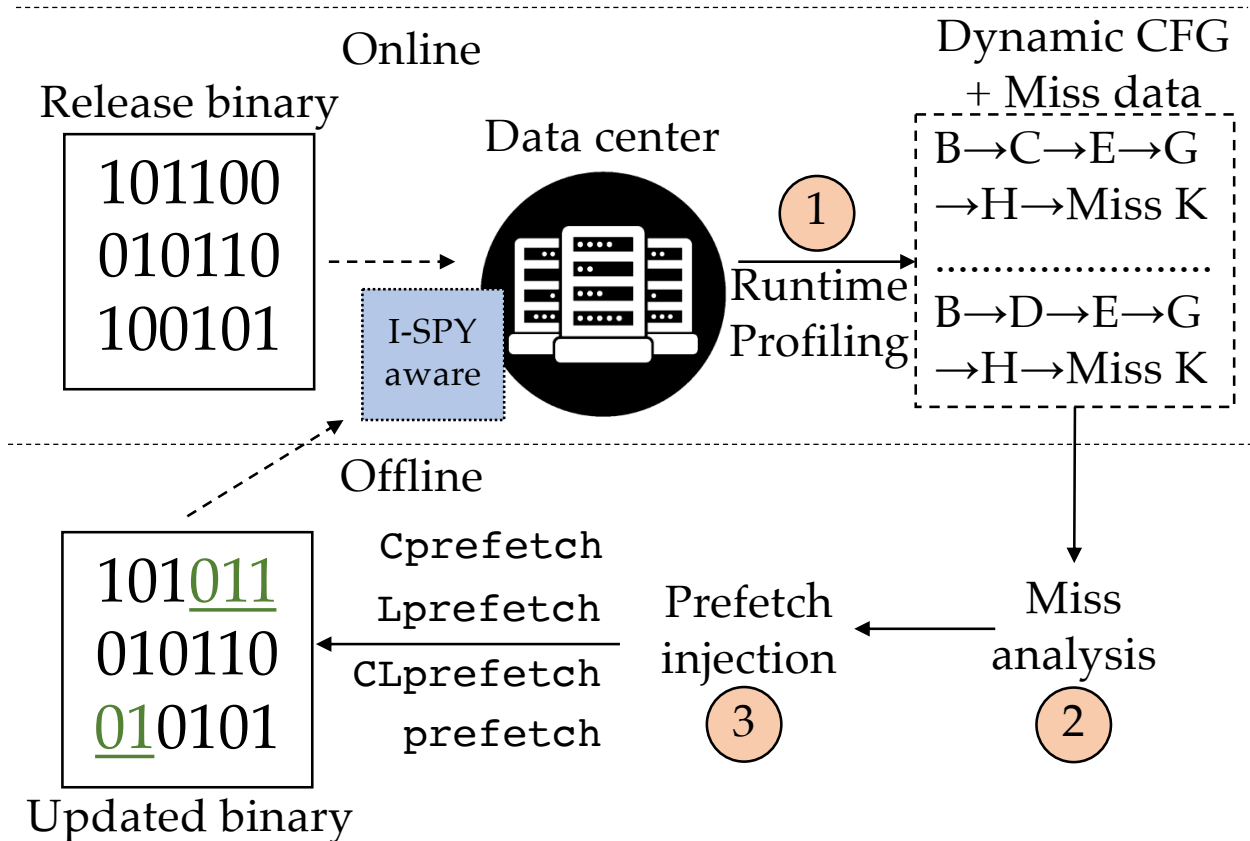 Online
Release binary
101100
010110
100101
I-SPY
aware
Data center
1
Runtime
Profiling
Dynamic CFG
+ Miss data
B→C→E→G
→H→Miss K
B→D→E→G
→H→Miss K
Offline
Miss
analysis
2
Prefetch
injection
3
Cprefetch
Lprefetch
CLprefetch
prefetch
101011
010110
010101
Updated binary